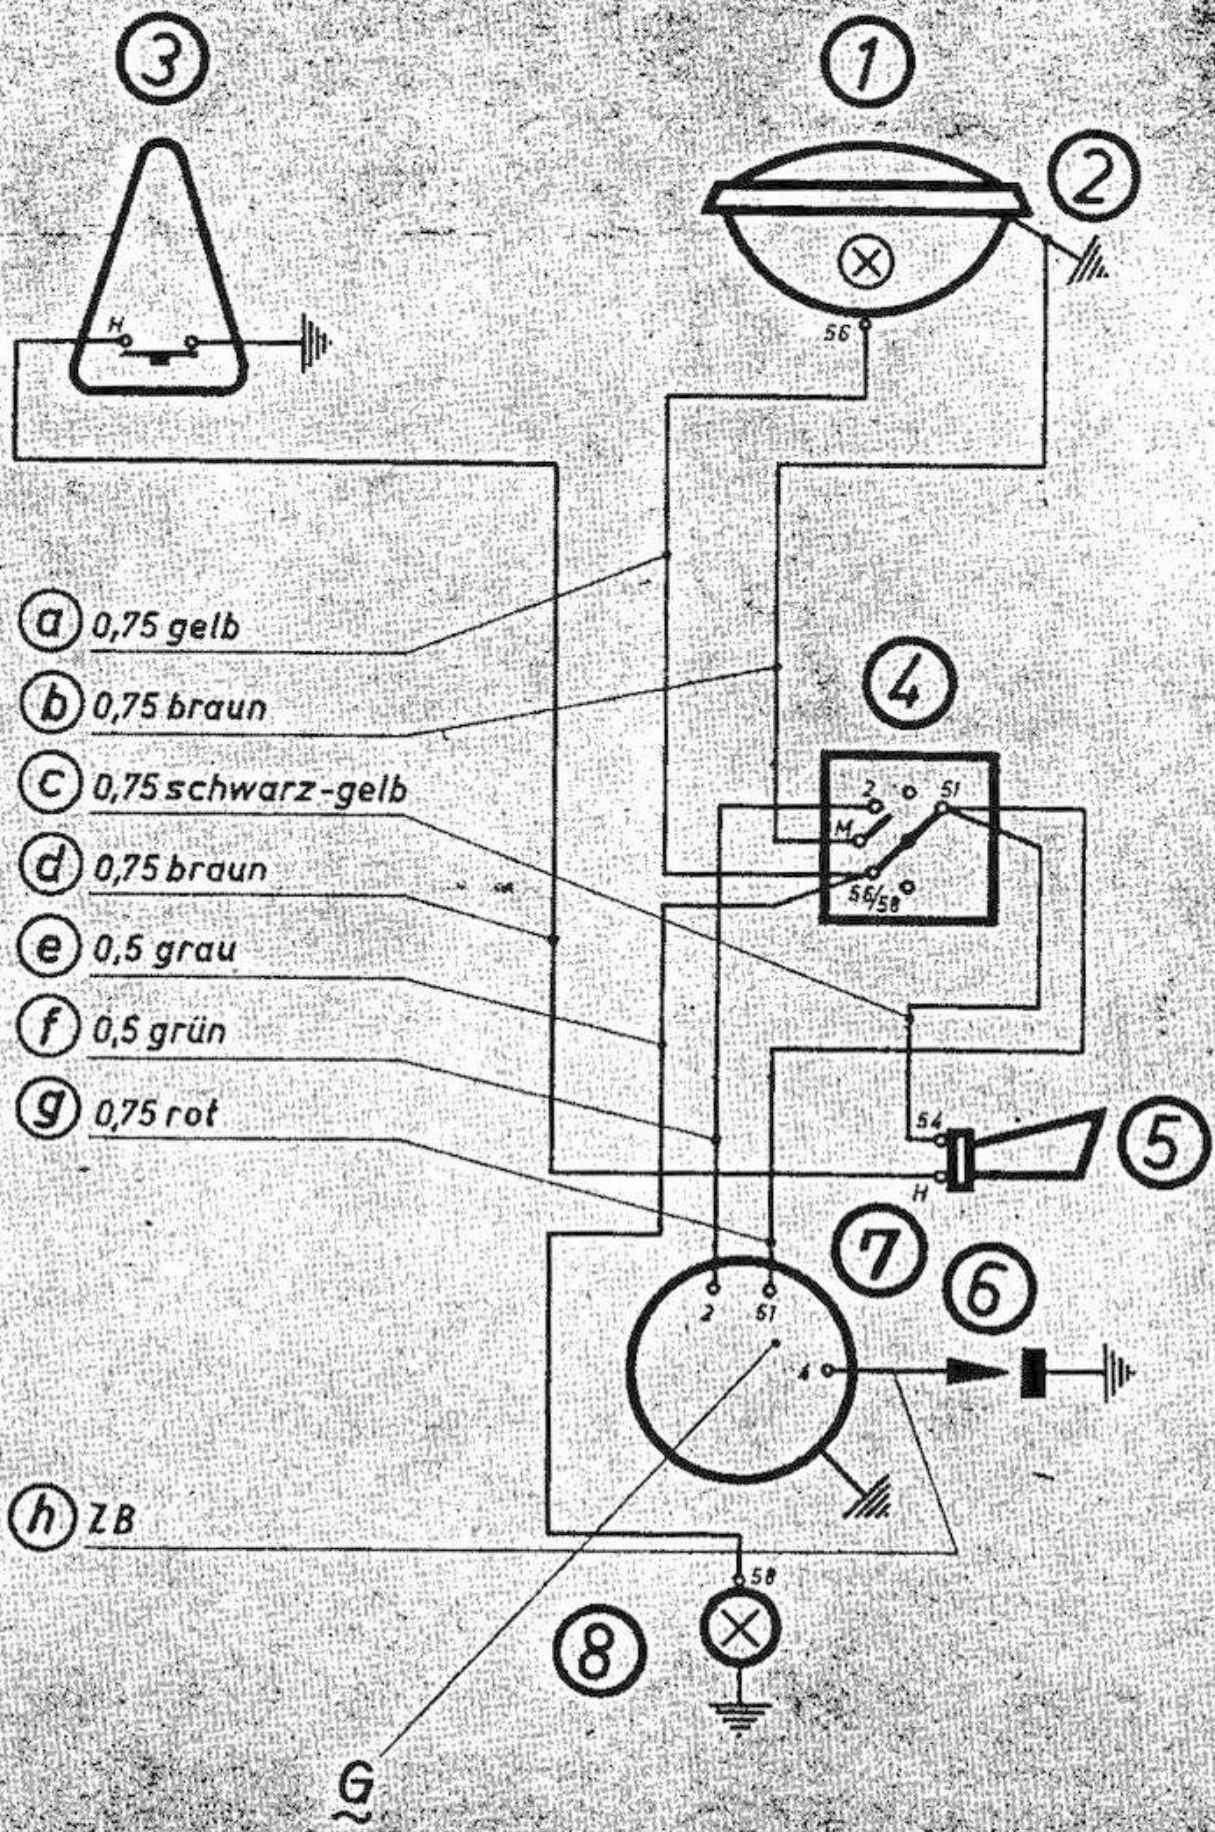 3
1
2
H
56
a 0,75 gelb
b 0,75 braun
4
c 0,75 schwarz-gelb
2 51
M
d 0,75 braun
56/58
e 0,5 grau
f 0,5 grün
g 0,75 rot
54
5
H
7
6
2 51
4
h ZB
58
8
G